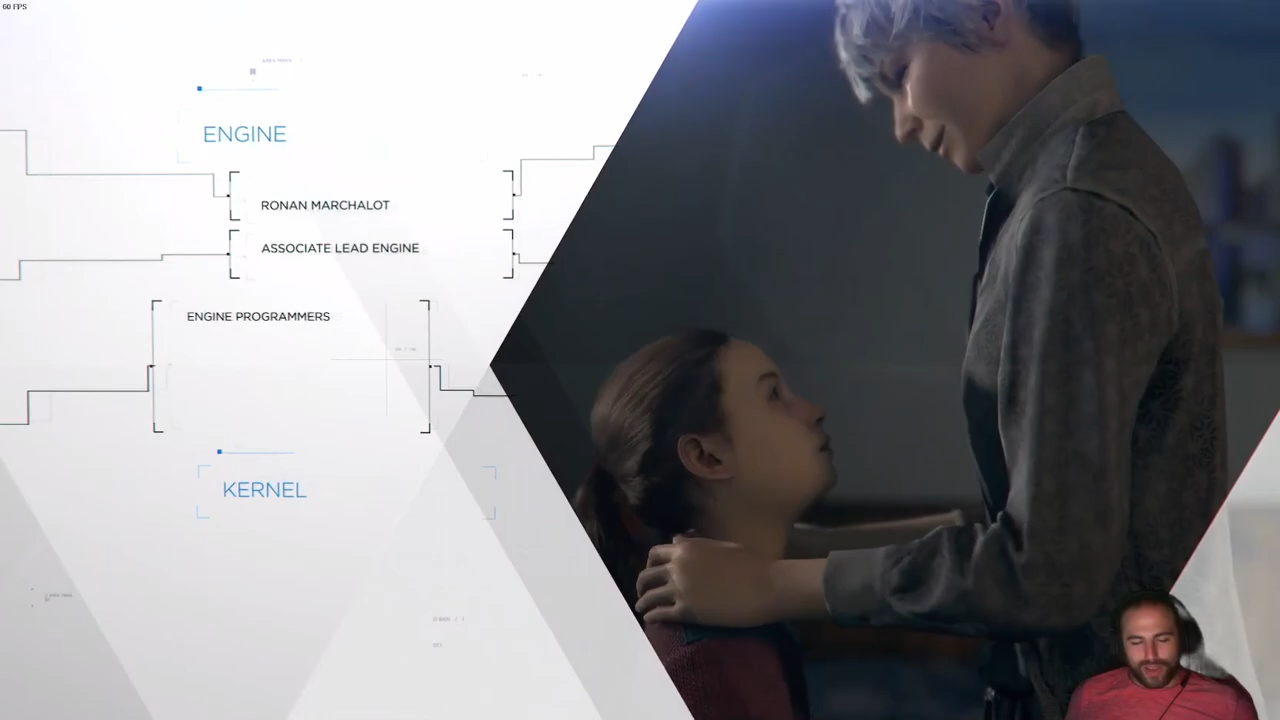 60 FPS
ENGINE
RONAN MARCHALOT
ASSOCIATE LEAD ENGINE
ENGINE PROGRAMMERS
KERNEL